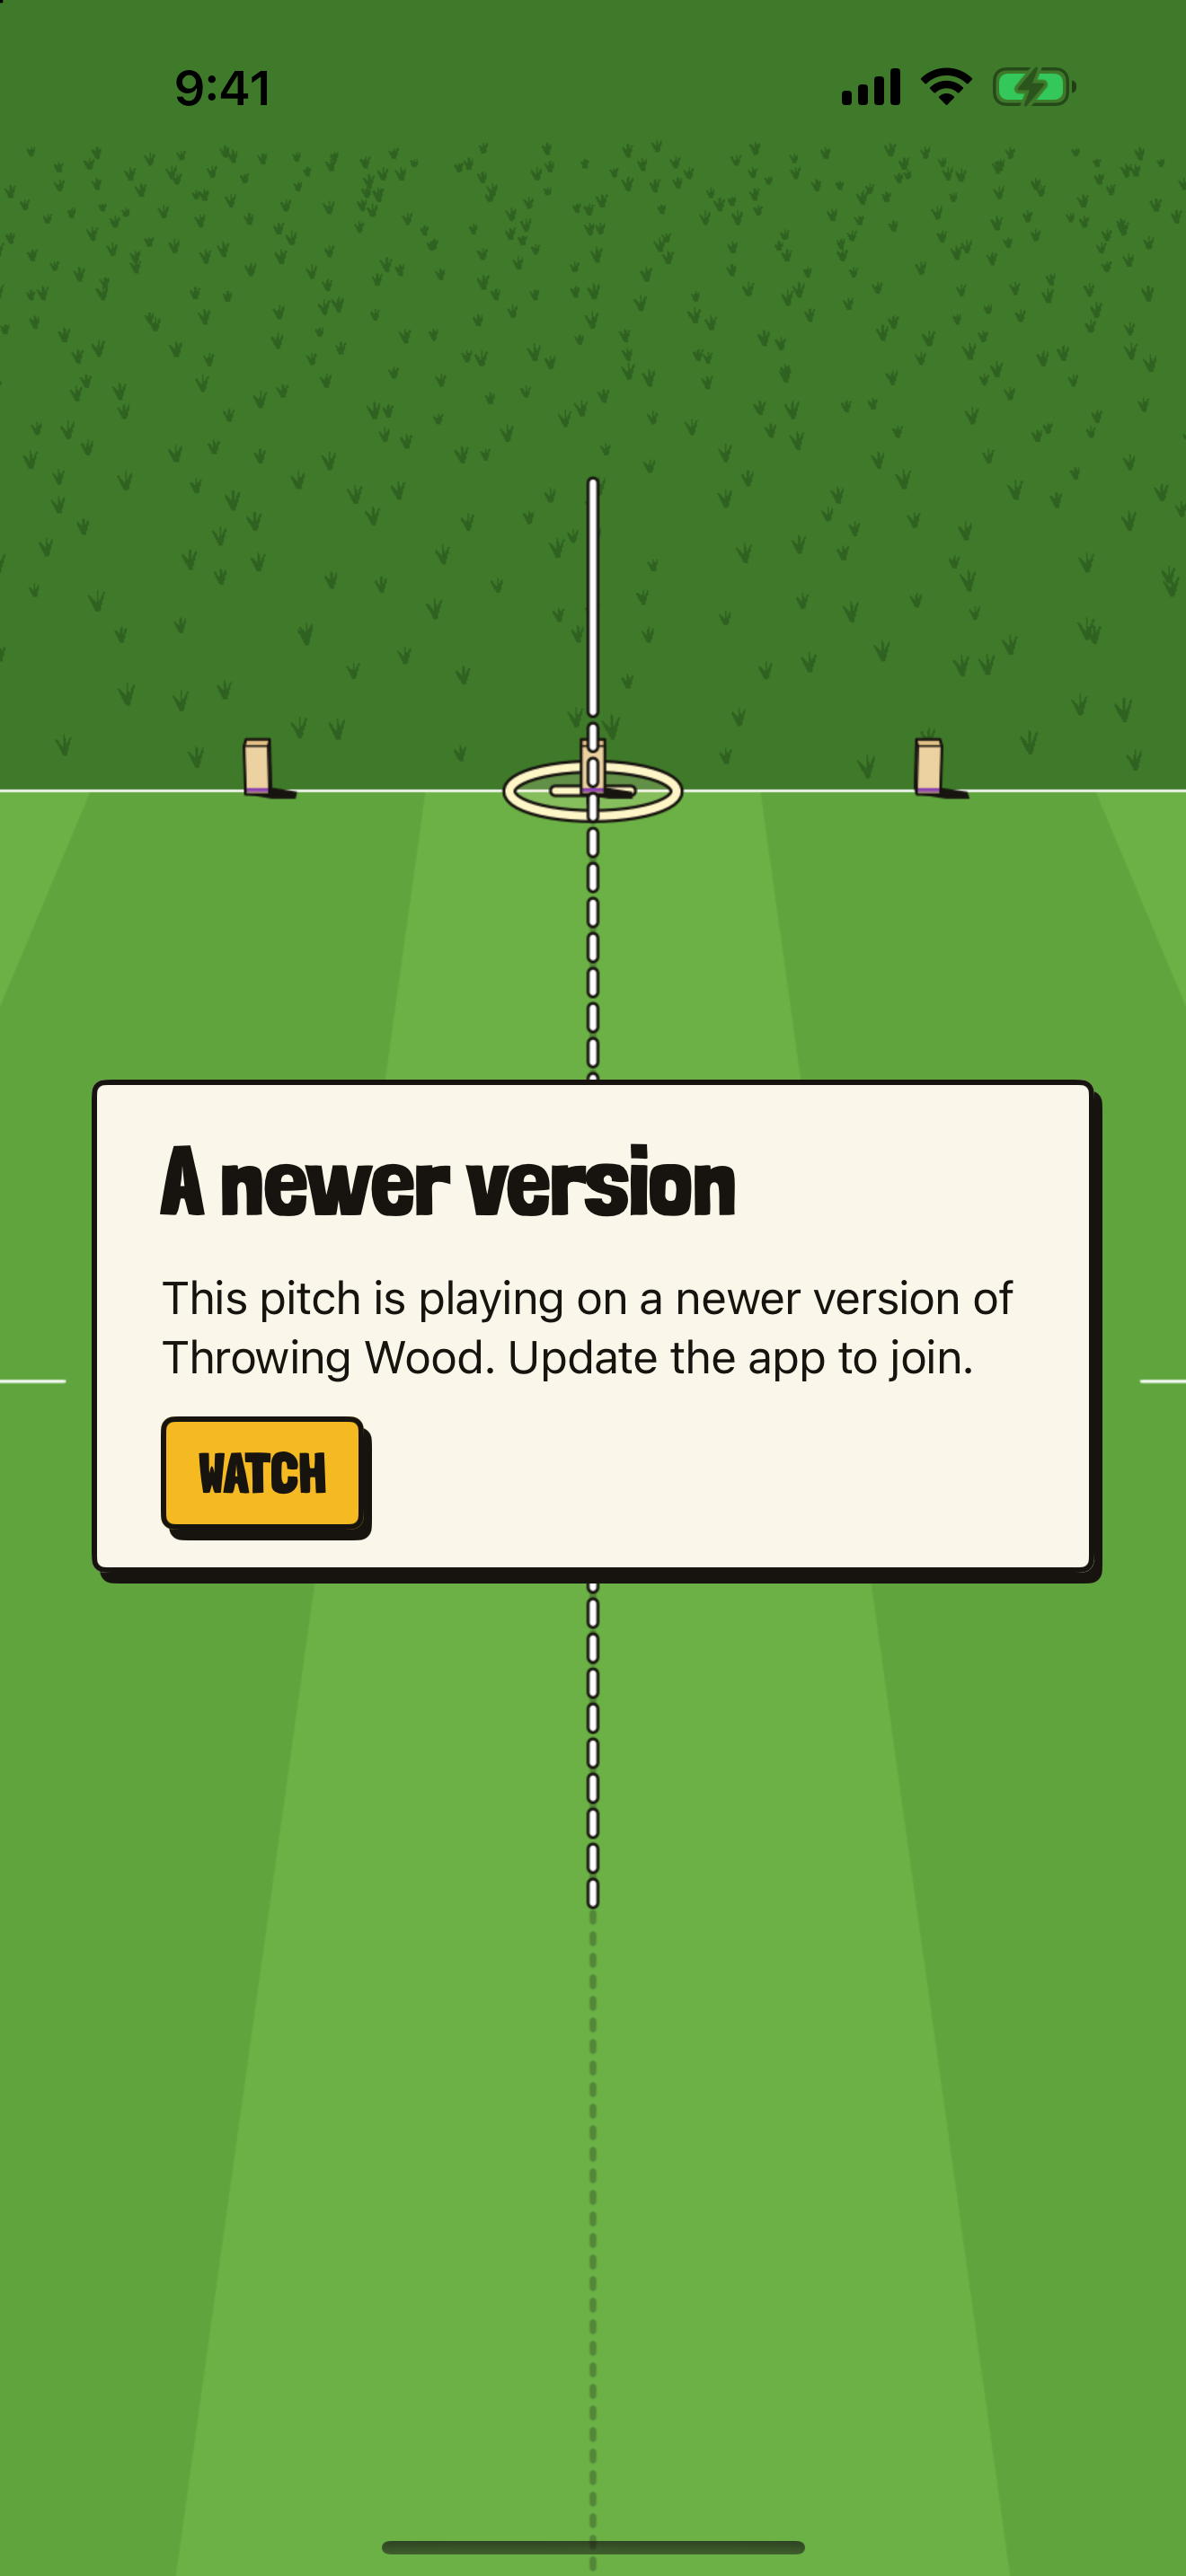 9:41
A newer version
This pitch is playing on a newer version of
Throwing Wood. Update the app to join.
WATCH